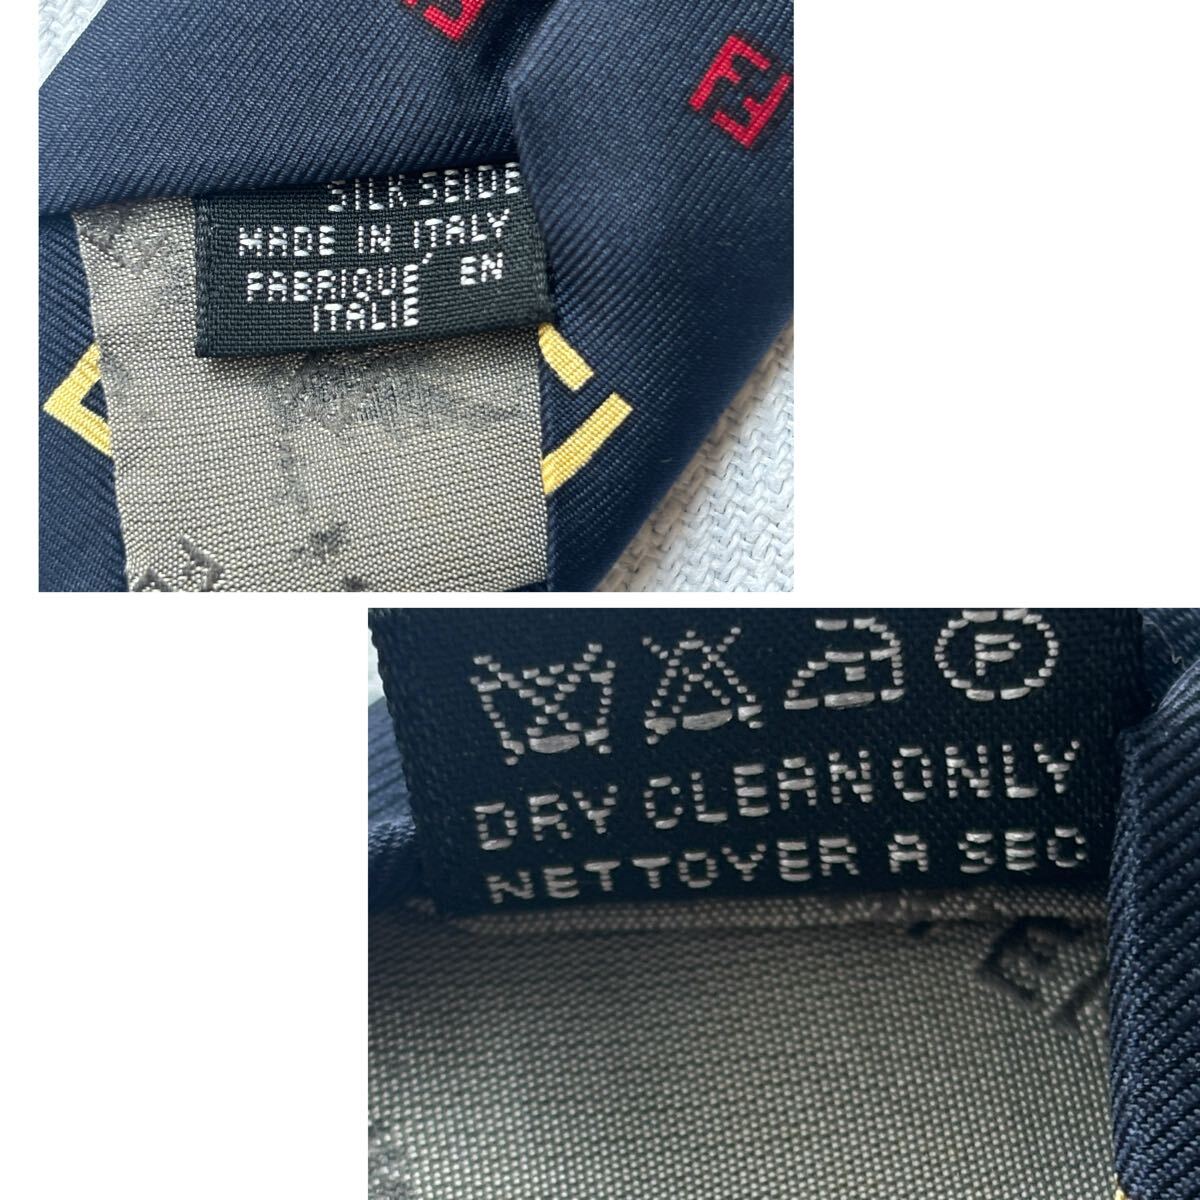 SILK SEIDE
MADE IN ITALY
FABRIQUE' EN
ITALIE
P
DRY CLEAN ONLY
NETTOYER A SEC